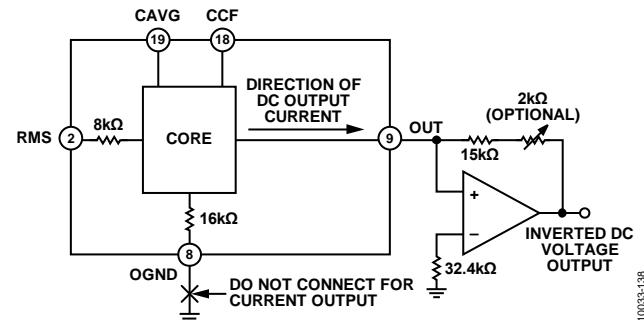 CAVG
CCF
19
18
DIRECTION OF
DC OUTPUT
CURRENT
2kΩ
(OPTIONAL)
RMS
2
8kΩ
CORE
9
OUT
15kΩ
16kΩ
+
–
8
OGND
32.4kΩ
INVERTED DC
VOLTAGE
OUTPUT
DO NOT CONNECT FOR
CURRENT OUTPUT
10033-138